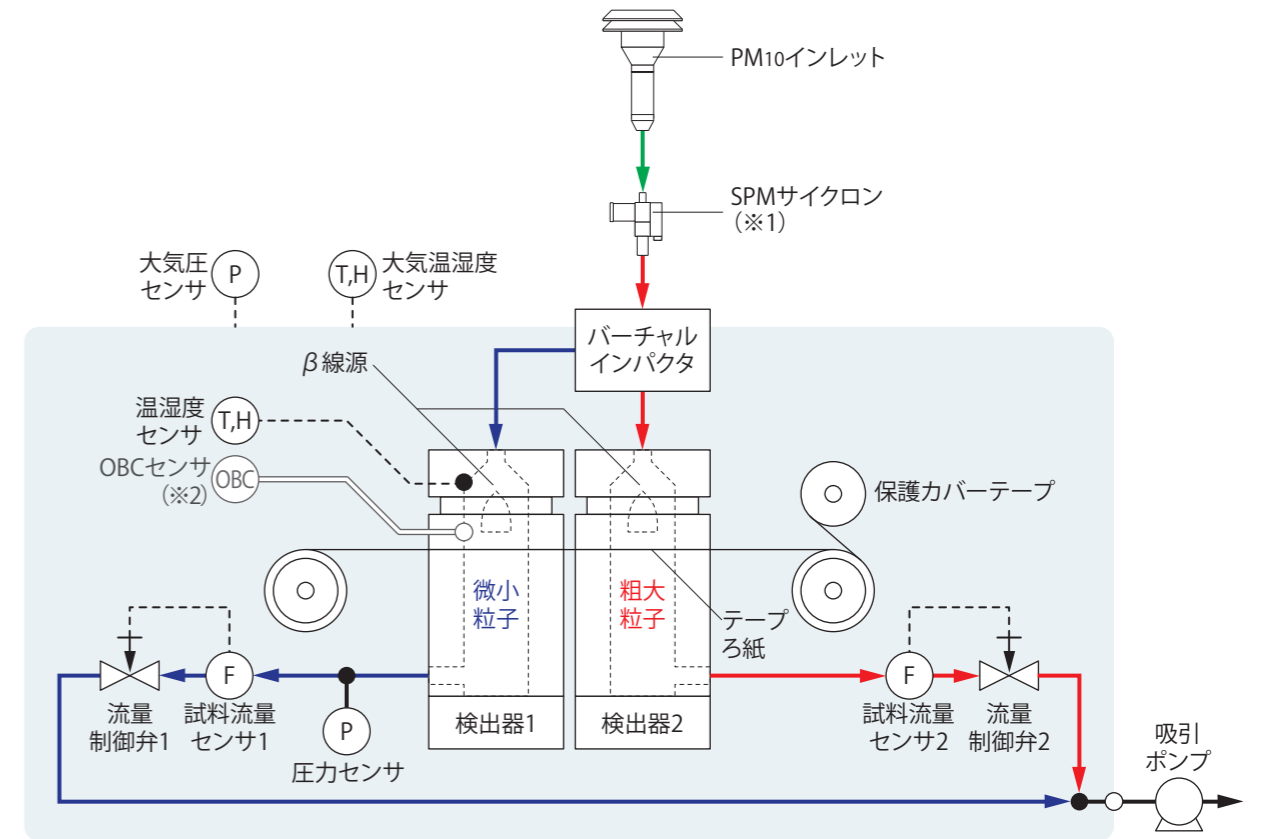 PM10インレット
SPMサイクロン
（※1）
大気圧
センサ
P
T,H
大気温湿度
センサ
バーチャル
インパクタ
β線源
温湿度
センサ
T,H
OBCセンサ
（※2）
OBC
保護カバーテープ
微小
粒子
粗大
粒子
テープ
ろ紙
F
F
流量
制御弁1
試料流量
センサ1
P
圧力センサ
検出器1
検出器2
試料流量
センサ2
流量
制御弁2
吸引
ポンプ